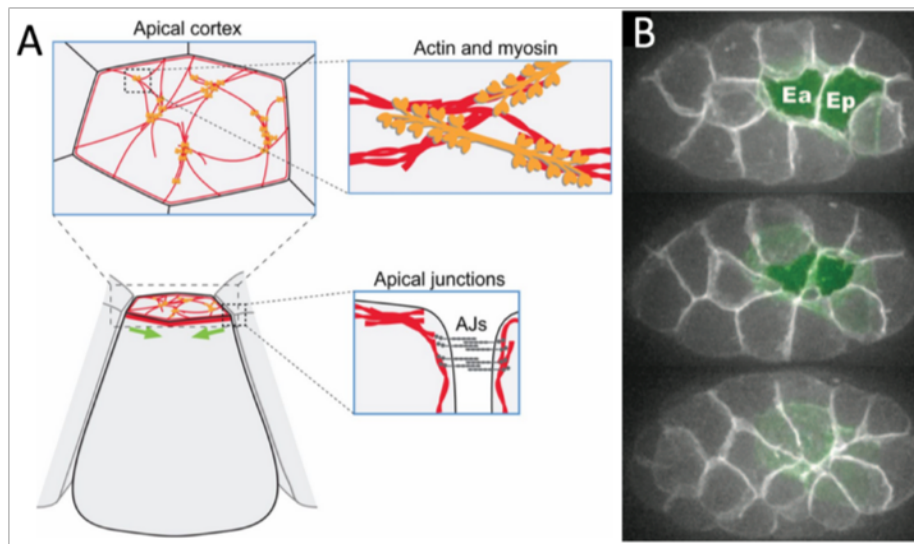 A
Apical cortex
Actin and myosin
Apical junctions
AJs
B
Ea Ep